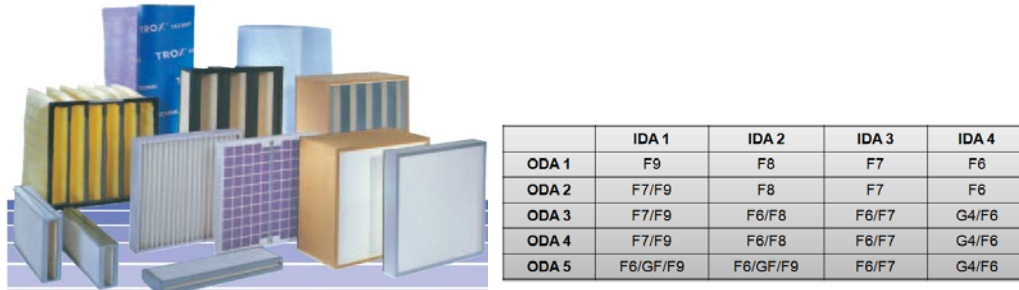 TROX TECHNIK
TROX
IDA 1 IDA 2 IDA 3 IDA 4
ODA 1 F9 F8 F7 F6
ODA 2 F7/F9 F8 F7 F6
ODA 3 F7/F9 F6/F8 F6/F7 G4/F6
ODA 4 F7/F9 F6/F8 F6/F7 G4/F6
ODA 5 F6/GF/F9 F6/GF/F9 F6/F7 G4/F6